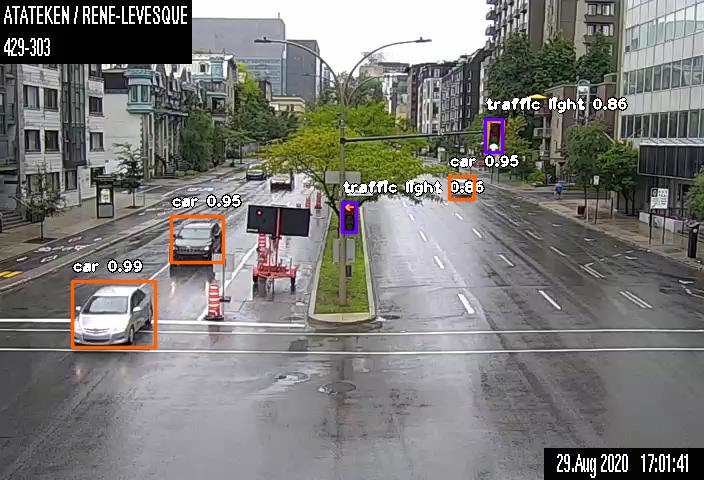 ATATEKEN / RENE-LEVESQUE
429-303
traffic light 0.86
car 0.95
traffic light 0.86
car 0.95
car 0.99
29.Aug 2020 17:01:41